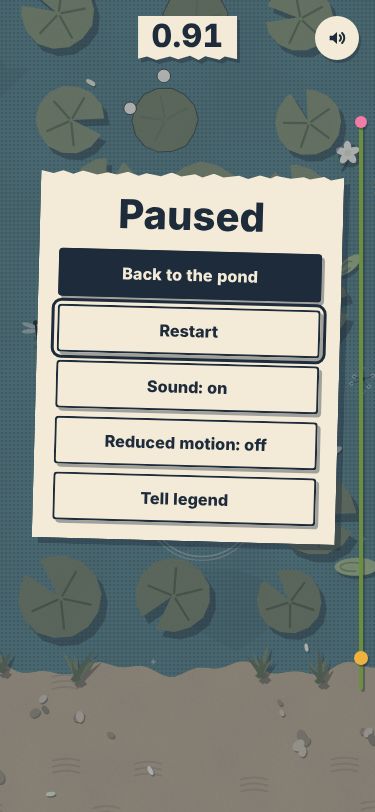 0.91
Paused
Back to the pond
Restart
Sound: on
Reduced motion: off
Tell legend